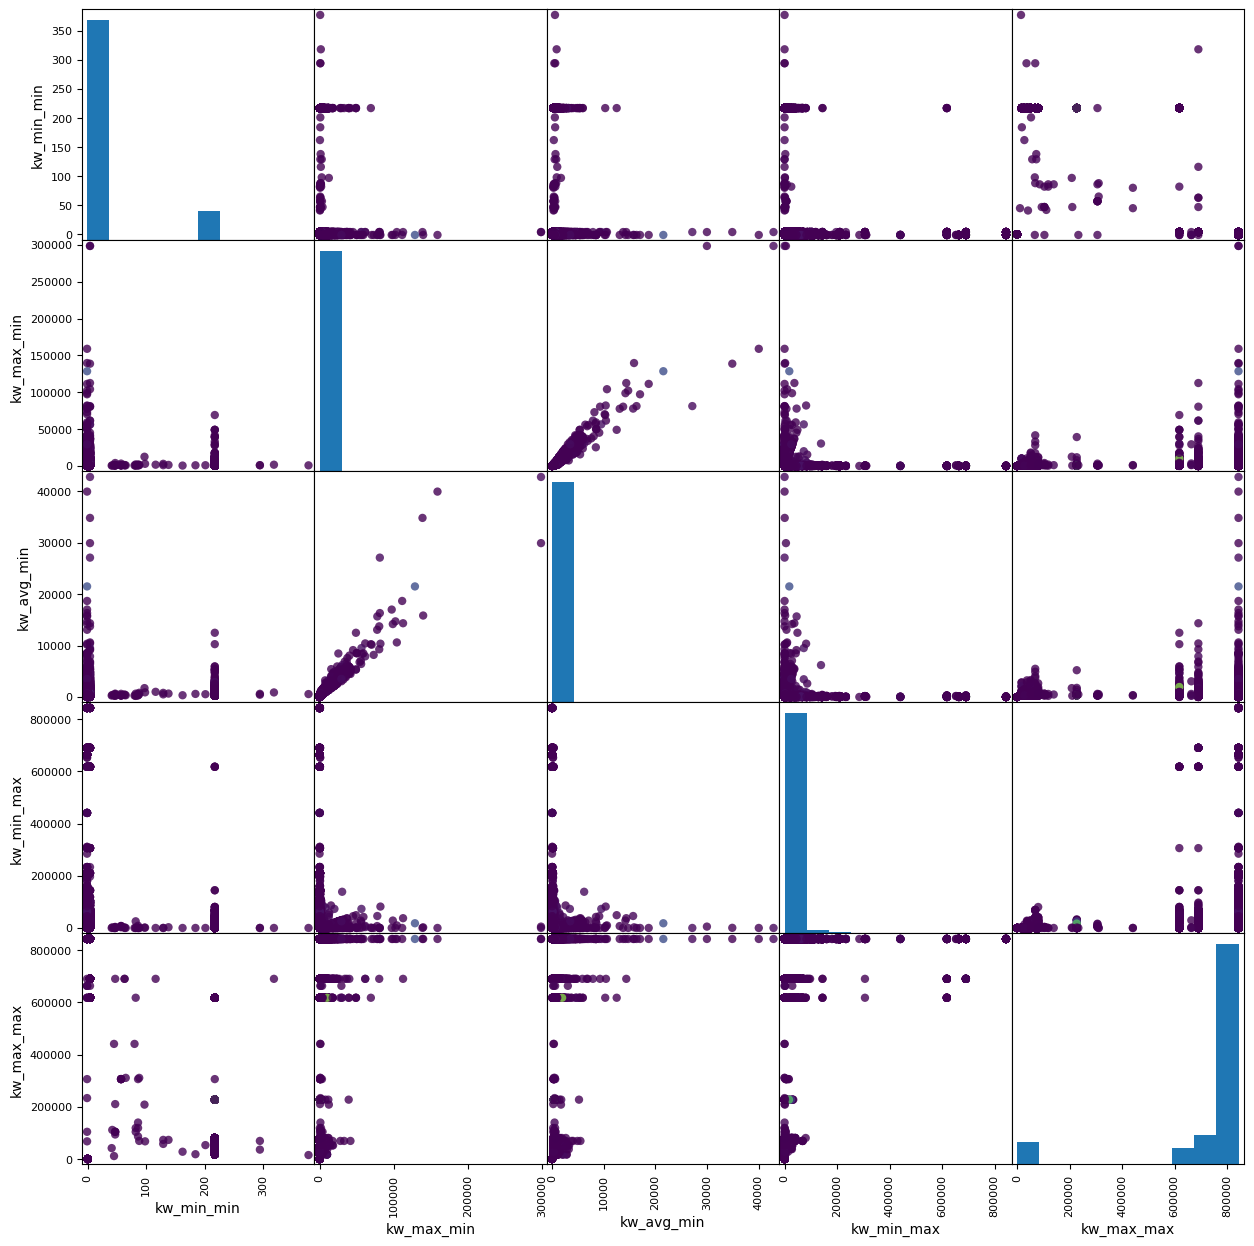 kw_min_min
350
300
250
200
150
100
50
0
kw_max_min
300000
250000
200000
150000
100000
50000
0
kw_avg_min
40000
30000
20000
10000
0
kw_min_max
800000
600000
400000
200000
0
kw_max_max
800000
600000
400000
200000
0
0 100 200 300
0 100000 200000 300000
0 10000 20000 30000 40000
0 200000 400000 600000 800000
0 200000 400000 600000 800000
kw_min_min kw_max_min kw_avg_min kw_min_max kw_max_max